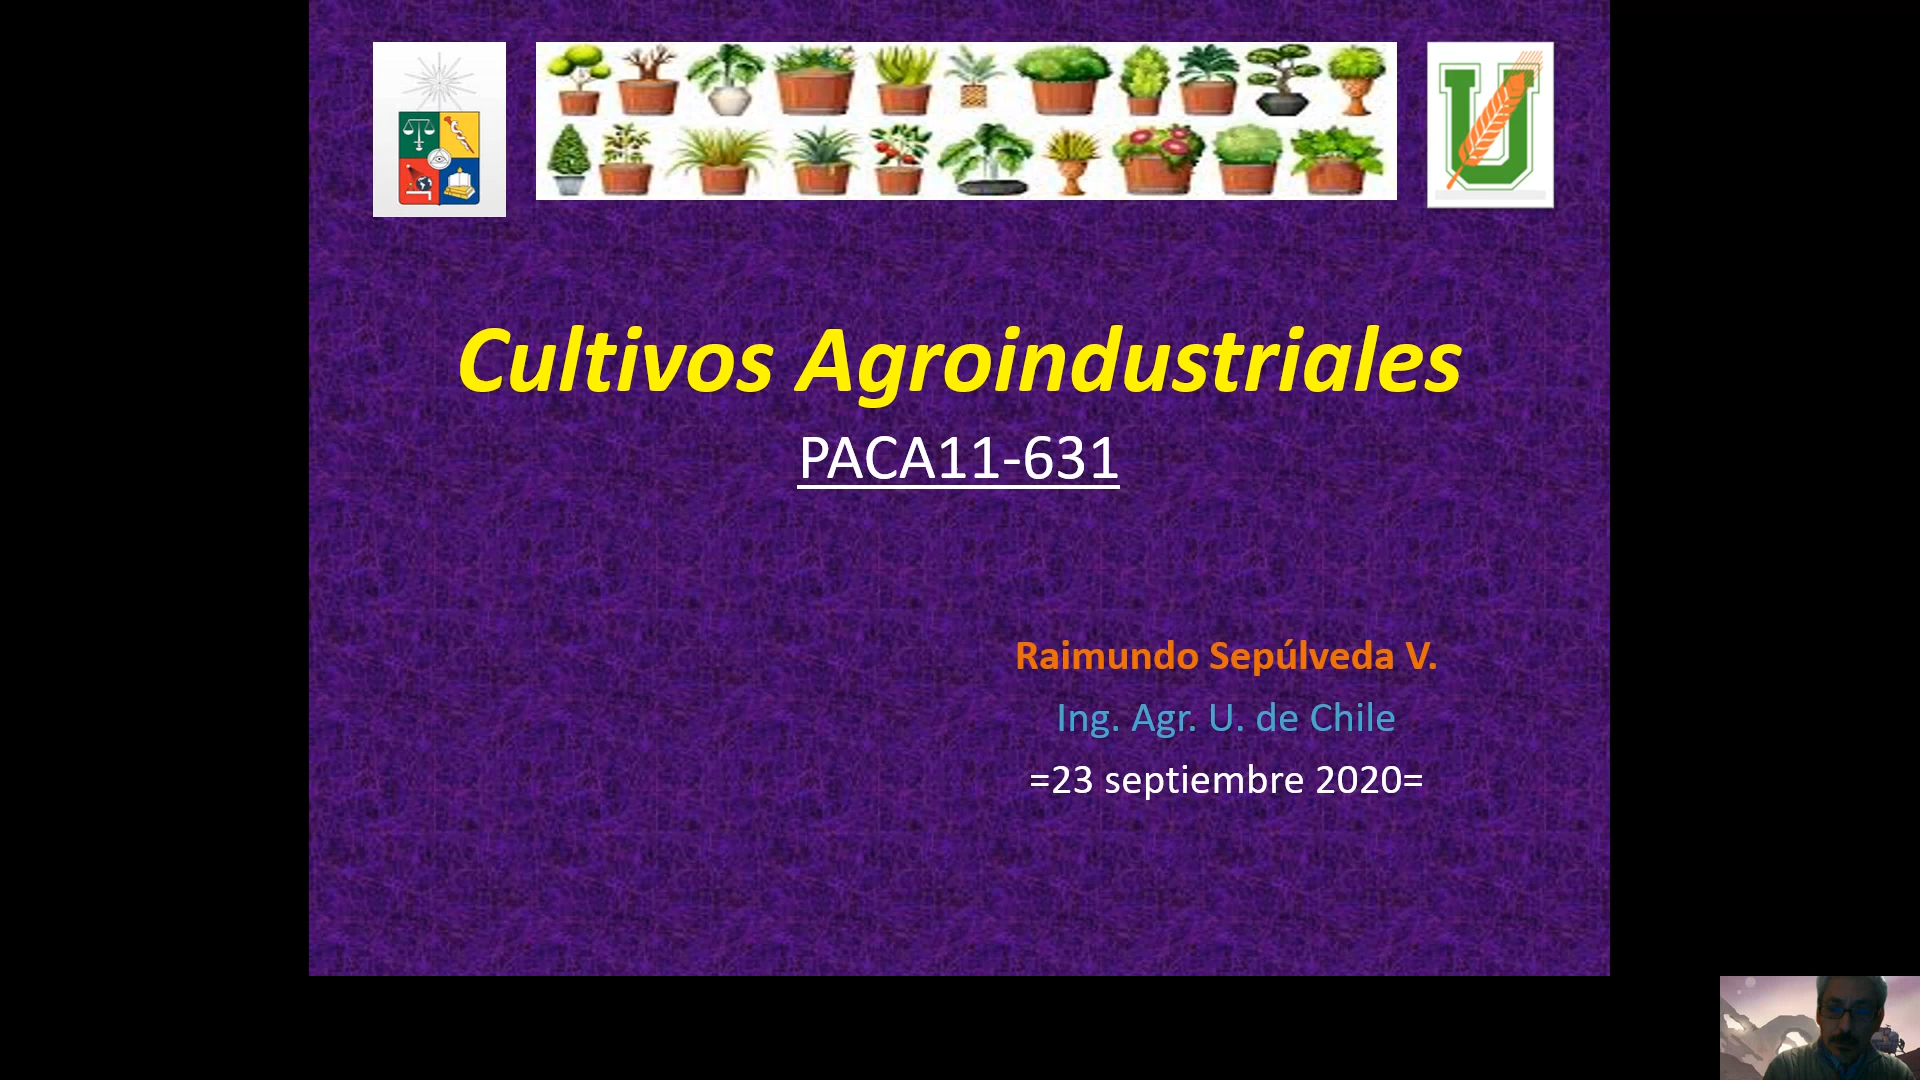 U
Cultivos Agroindustriales
PACA11-631
Raimundo Sepúlveda V.
Ing. Agr. U. de Chile
=23 septiembre 2020=